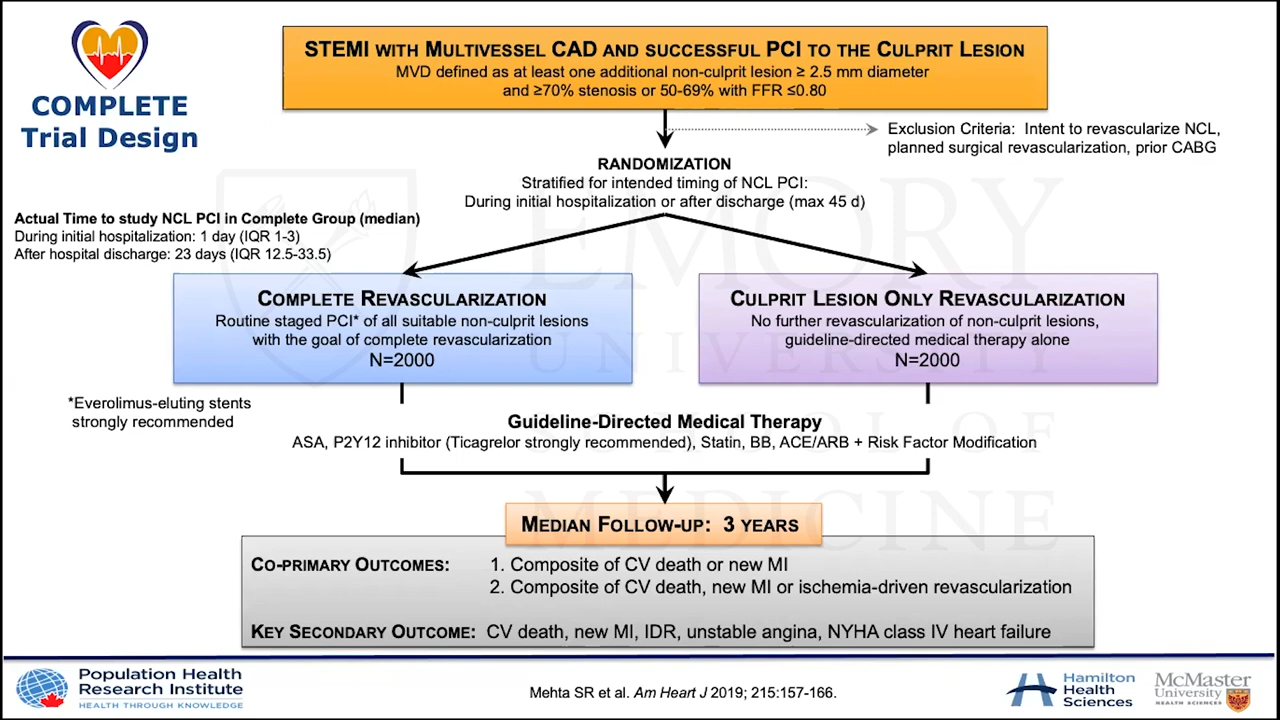 COMPLETE
Trial Design
STEMI WITH MULTIVESSEL CAD AND SUCCESSFUL PCI TO THE CULPRIT LESION
MVD defined as at least one additional non-culprit lesion ≥ 2.5 mm diameter
and ≥70% stenosis or 50-69% with FFR ≤0.80
Exclusion Criteria: Intent to revascularize NCL,
planned surgical revascularization, prior CABG
RANDOMIZATION
Stratified for intended timing of NCL PCI:
During initial hospitalization or after discharge (max 45 d)
Actual Time to study NCL PCI in Complete Group (median)
During initial hospitalization: 1 day (IQR 1-3)
After hospital discharge: 23 days (IQR 12.5-33.5)
COMPLETE REVASCULARIZATION
Routine staged PCI* of all suitable non-culprit lesions
with the goal of complete revascularization
N=2000
CULPRIT LESION ONLY REVASCULARIZATION
No further revascularization of non-culprit lesions,
guideline-directed medical therapy alone
N=2000
*Everolimus-eluting stents
strongly recommended
Guideline-Directed Medical Therapy
ASA, P2Y12 inhibitor (Ticagrelor strongly recommended), Statin, BB, ACE/ARB + Risk Factor Modification
MEDIAN FOLLOW-UP: 3 YEARS
CO-PRIMARY OUTCOMES: 1. Composite of CV death or new MI
2. Composite of CV death, new MI or ischemia-driven revascularization
KEY SECONDARY OUTCOME: CV death, new MI, IDR, unstable angina, NYHA class IV heart failure
EMORY
UNIVERSITY
SCHOOL OF
MEDICINE
Population Health
Research Institute
HEALTH THROUGH KNOWLEDGE
Mehta SR et al. Am Heart J 2019; 215:157-166.
Hamilton
Health
Sciences
McMaster
University
HEALTH SCIENCES